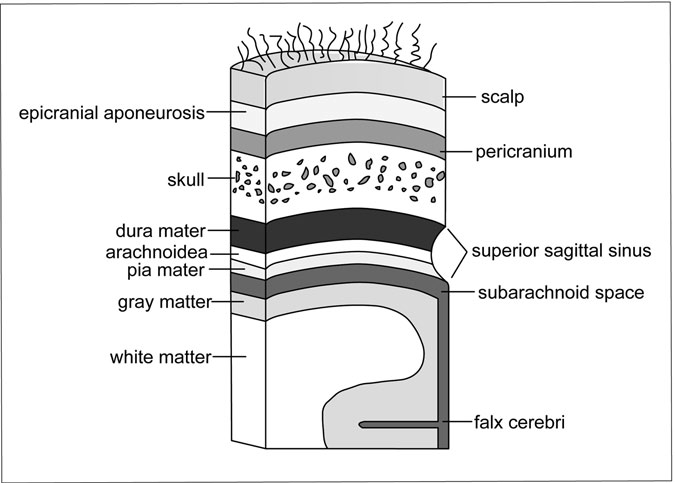 scalp
epicranial aponeurosis
pericranium
skull
dura mater
arachnoidea
superior sagittal sinus
pia mater
subarachnoid space
gray matter
white matter
falx cerebri